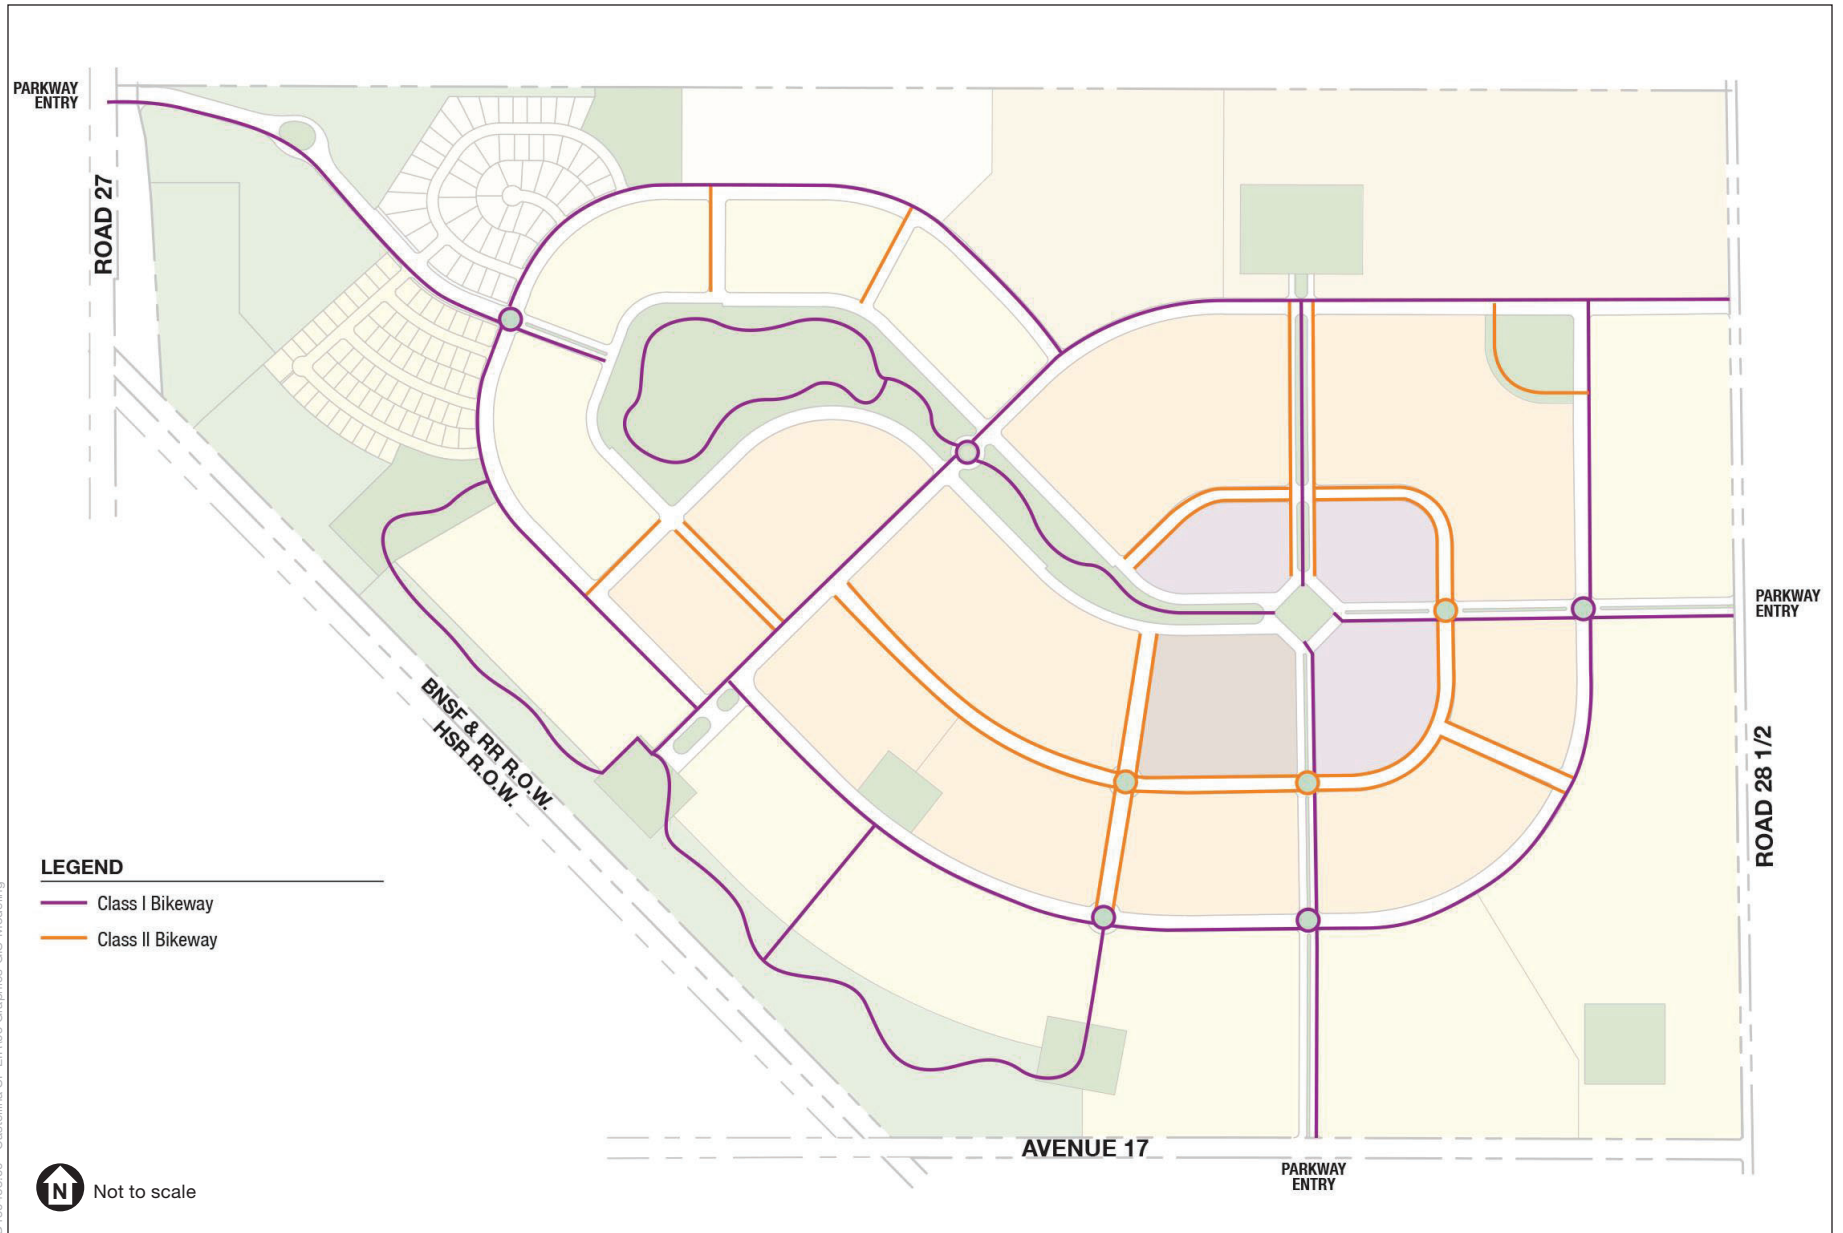 PARKWAY
ENTRY
ROAD 27
PARKWAY
ENTRY
BNSF & RR R.O.W.
HSR R.O.W.
ROAD 28 1/2
LEGEND
Class I Bikeway
Class II Bikeway
AVENUE 17
PARKWAY
ENTRY
N
Not to scale